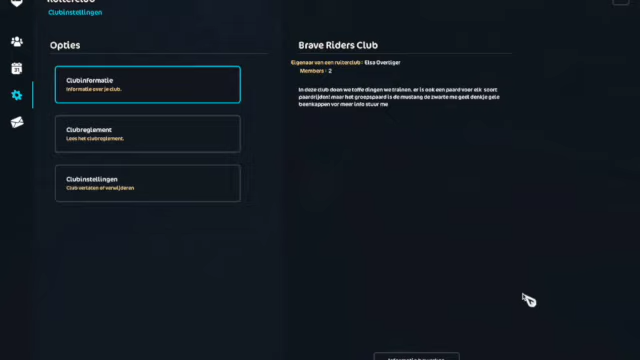 Clubinstellingen
Opties
Clubinformatie
Informatie over je club.
Clubreglement
Lees het clubreglement.
Clubinstellingen
Club verlaten of verwijderen
Brave Riders Club
Eigenaar van een ruiterclub : Elsa Overtiger
Members : 2
In deze club doen we toffe dingen we trainen, er is ook een paard voor elk soort
paardrijden! maar het groepspaard is de mustang de zwarte me geel denkje gele
beenkappen vor meer info stuur me